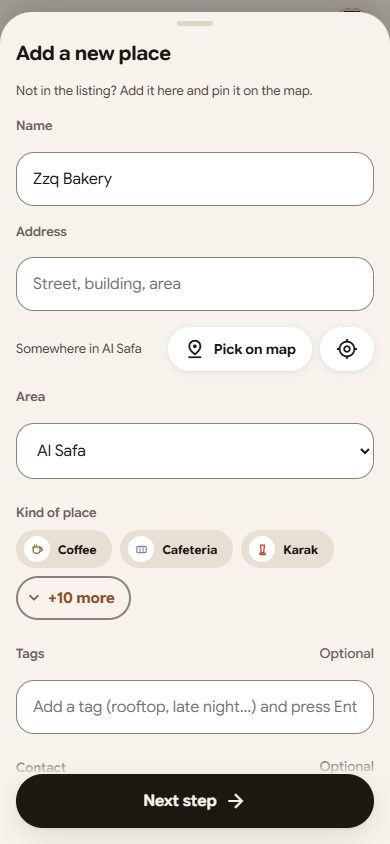 Add a new place
Not in the listing? Add it here and pin it on the map.
Name
Zzq Bakery
Address
Street, building, area
Somewhere in Al Safa
Pick on map
Area
Al Safa
Kind of place
Coffee
Cafeteria
Karak
+10 more
Tags Optional
Add a tag (rooftop, late night...) and press Ent
Contact Optional
Next step